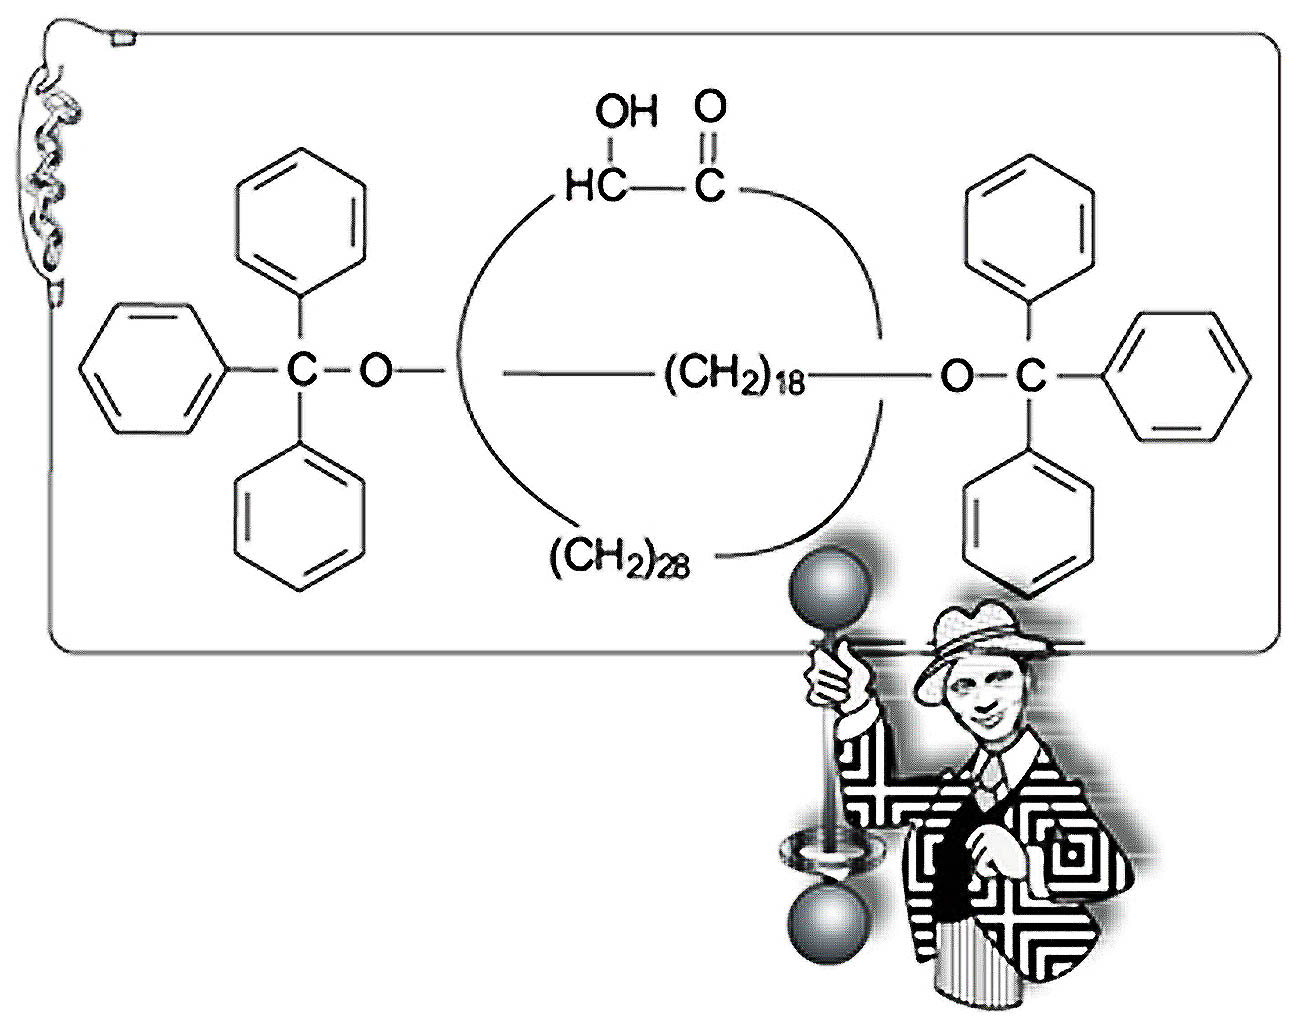 OH O
HC C
C O (CH₂)₁₈ O C
(CH₂)₂₈